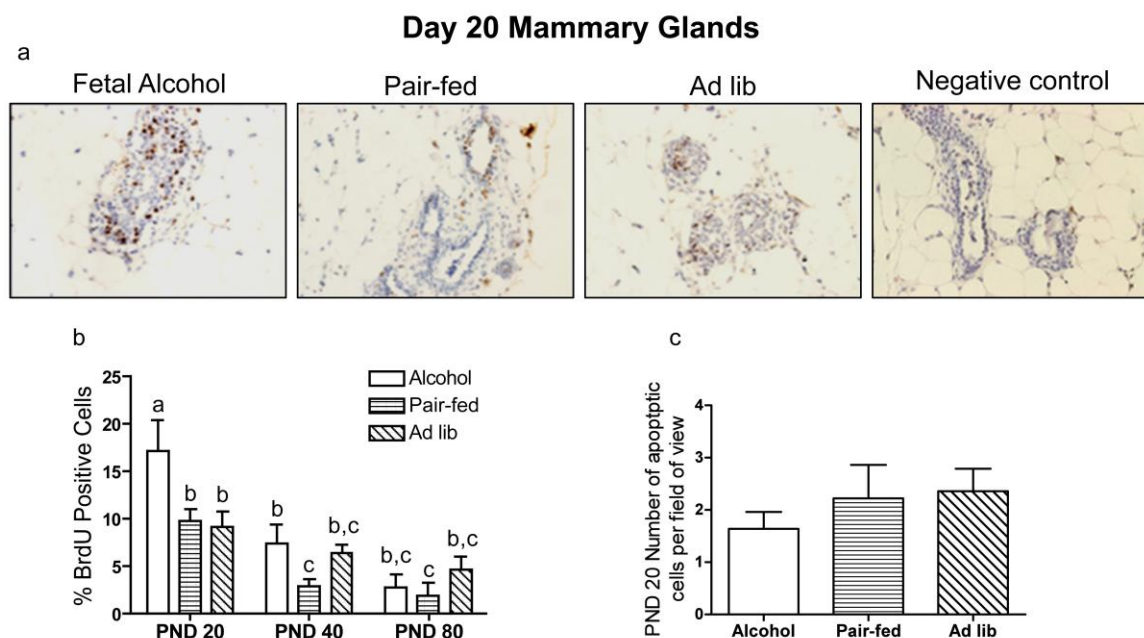 Day 20 Mammary Glands
a
Fetal Alcohol
Pair-fed
Ad lib
Negative control
b
% BrdU Positive Cells
25
20
15
10
5
0
a
b
b
b
c
b,c
b,c
c
b,c
Alcohol
Pair-fed
Ad lib
PND 20
PND 40
PND 80
c
PND 20 Number of apoptptic
cells per field of view
4
3
2
1
0
Alcohol
Pair-fed
Ad lib